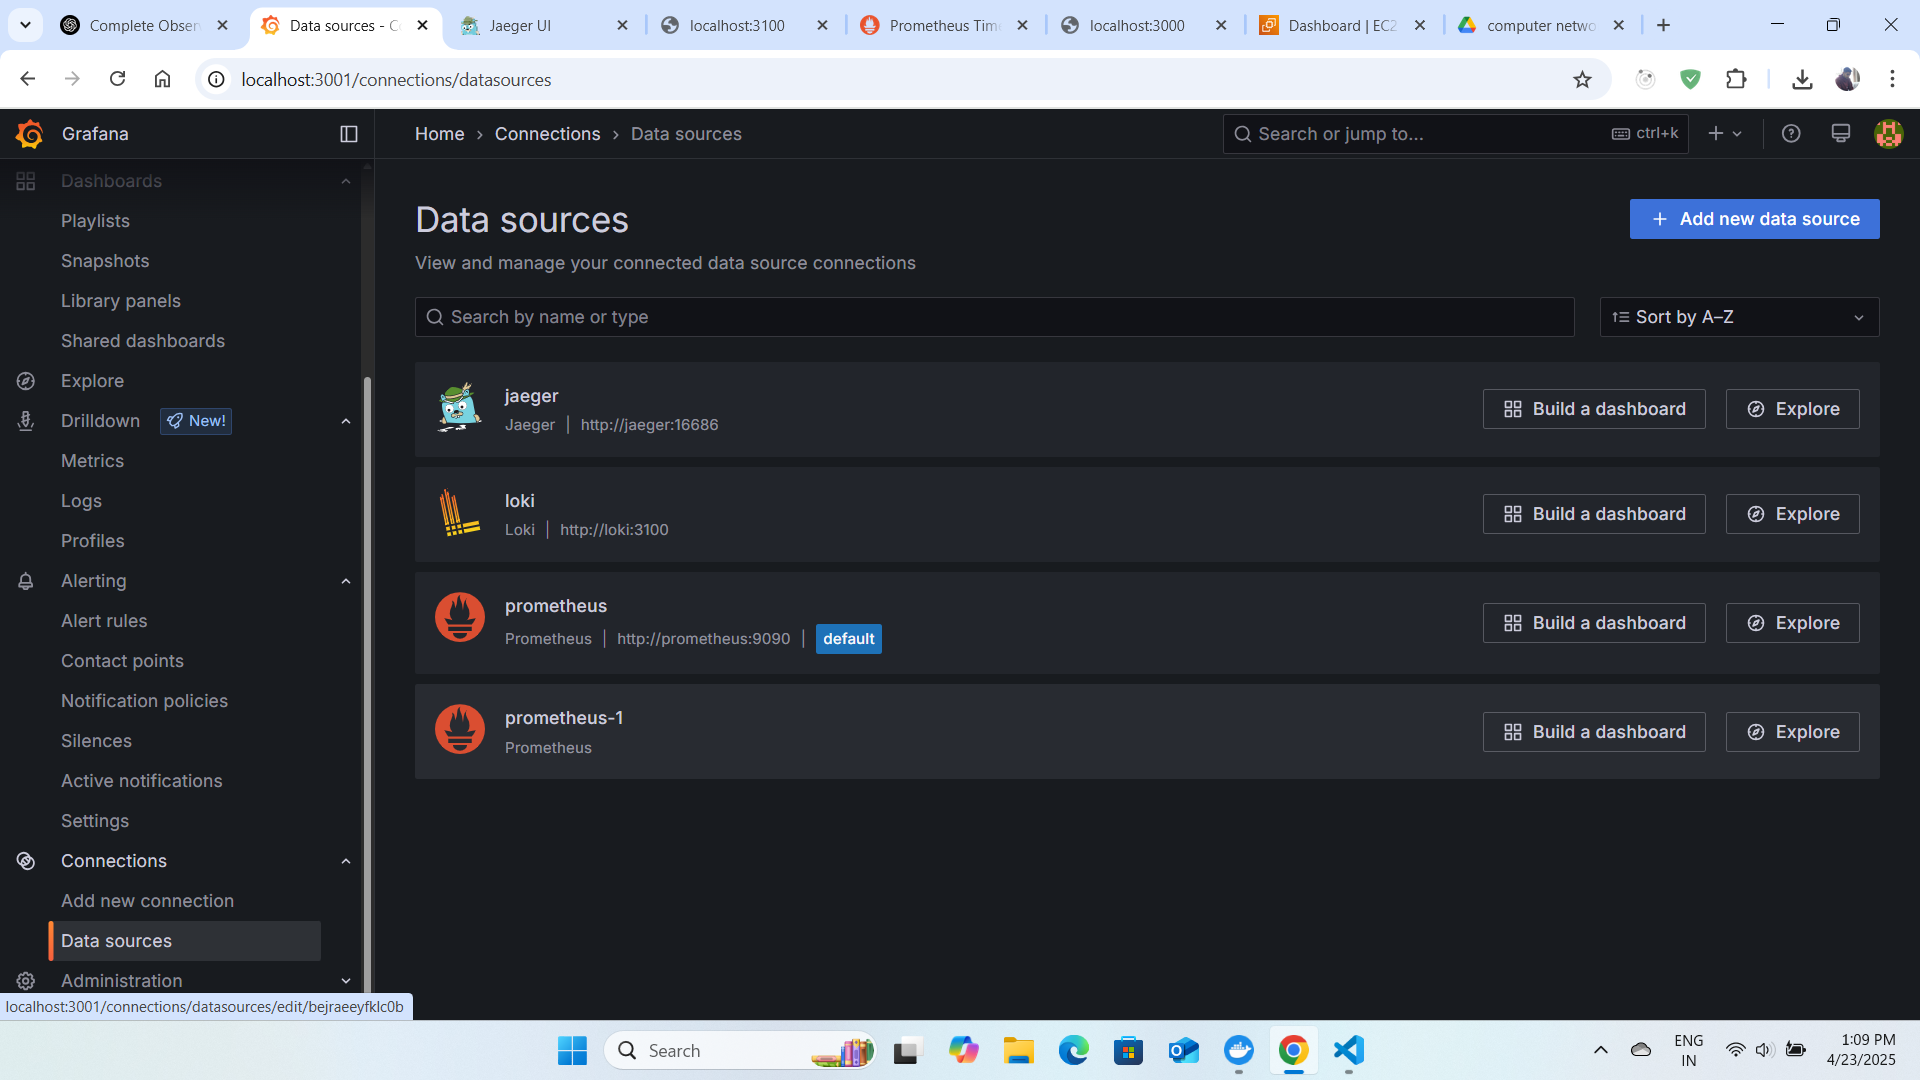 Complete Obser
Data sources - Co
Jaeger UI
localhost:3100
Prometheus Time
localhost:3000
Dashboard | EC2
computer netwo
localhost:3001/connections/datasources
Grafana
Home › Connections › Data sources
Search or jump to...
ctrl+k
Dashboards
Playlists
Snapshots
Library panels
Shared dashboards
Explore
Drilldown New!
Metrics
Logs
Profiles
Alerting
Alert rules
Contact points
Notification policies
Silences
Active notifications
Settings
Connections
Add new connection
Data sources
Administration
localhost:3001/connections/datasources/edit/bejraeeyfklc0b
Data sources
Add new data source
View and manage your connected data source connections
Search by name or type
Sort by A–Z
jaeger
Jaeger | http://jaeger:16686
Build a dashboard
Explore
loki
Loki | http://loki:3100
Build a dashboard
Explore
prometheus
Prometheus | http://prometheus:9090 | default
Build a dashboard
Explore
prometheus-1
Prometheus
Build a dashboard
Explore
Search
ENG
IN
1:09 PM
4/23/2025